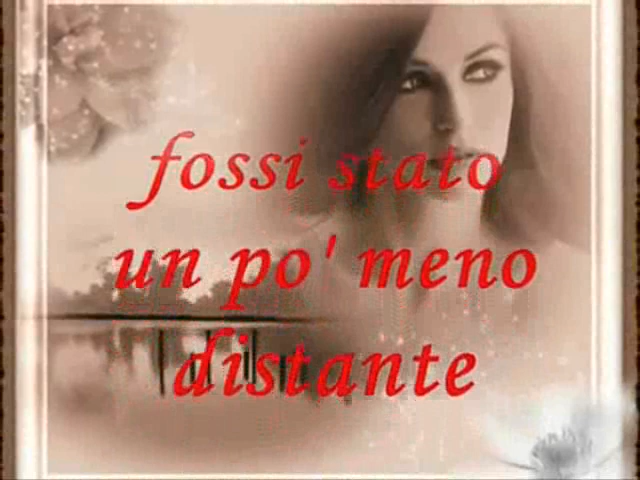 fossi stato
un po' meno
distante